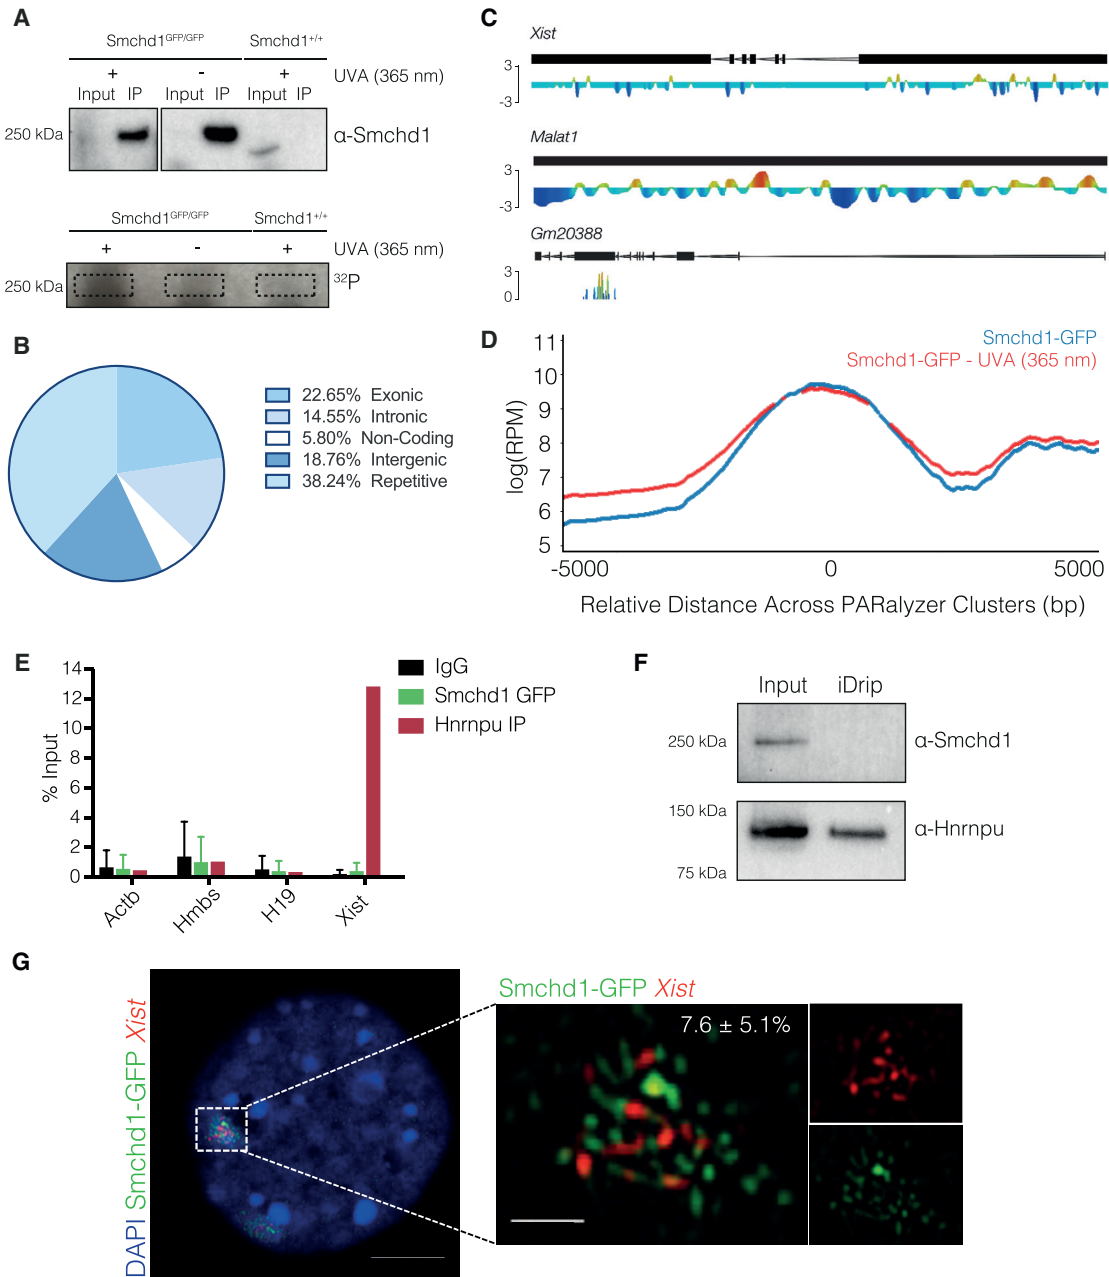 A
Smchd1GFP/GFP Smchd1+/+
+ - + UVA (365 nm)
Input IP Input IP Input IP
250 kDa α-Smchd1
Smchd1GFP/GFP Smchd1+/+
+ - + UVA (365 nm)
250 kDa 32P
B
22.65% Exonic
14.55% Intronic
5.80% Non-Coding
18.76% Intergenic
38.24% Repetitive
C
Xist
3
-3
Malat1
3
-3
Gm20388
3
0
D
Smchd1-GFP
Smchd1-GFP - UVA (365 nm)
log(RPM)
11
10
9
8
7
6
5
-5000 0 5000
Relative Distance Across PARalyzer Clusters (bp)
E
% Input
14
12
10
8
6
4
2
0
IgG
Smchd1 GFP
Hnrnpu IP
Actb Hmbs H19 Xist
F
Input iDrip
250 kDa α-Smchd1
150 kDa
α-Hnrnpu
75 kDa
G
DAPI Smchd1-GFP Xist
Smchd1-GFP Xist
7.6 ± 5.1%